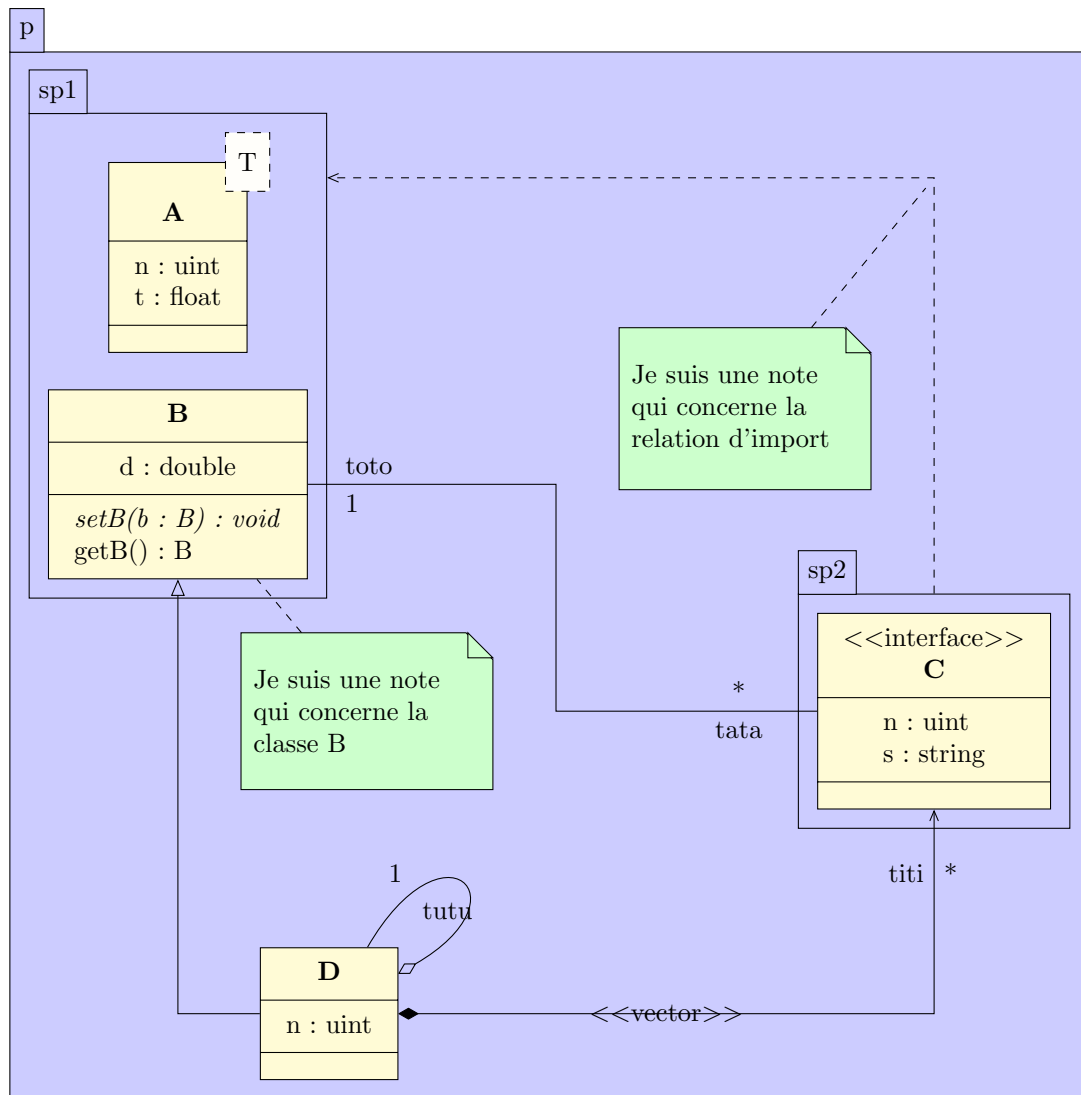 p
sp1
T
A
n : uint
t : float
B
d : double
setB(b : B) : void
getB() : B
toto
1
Je suis une note
qui concerne la
relation d'import
sp2
<<interface>>
C
n : uint
s : string
*
tata
Je suis une note
qui concerne la
classe B
titi
*
1
tutu
D
n : uint
<<vector>>